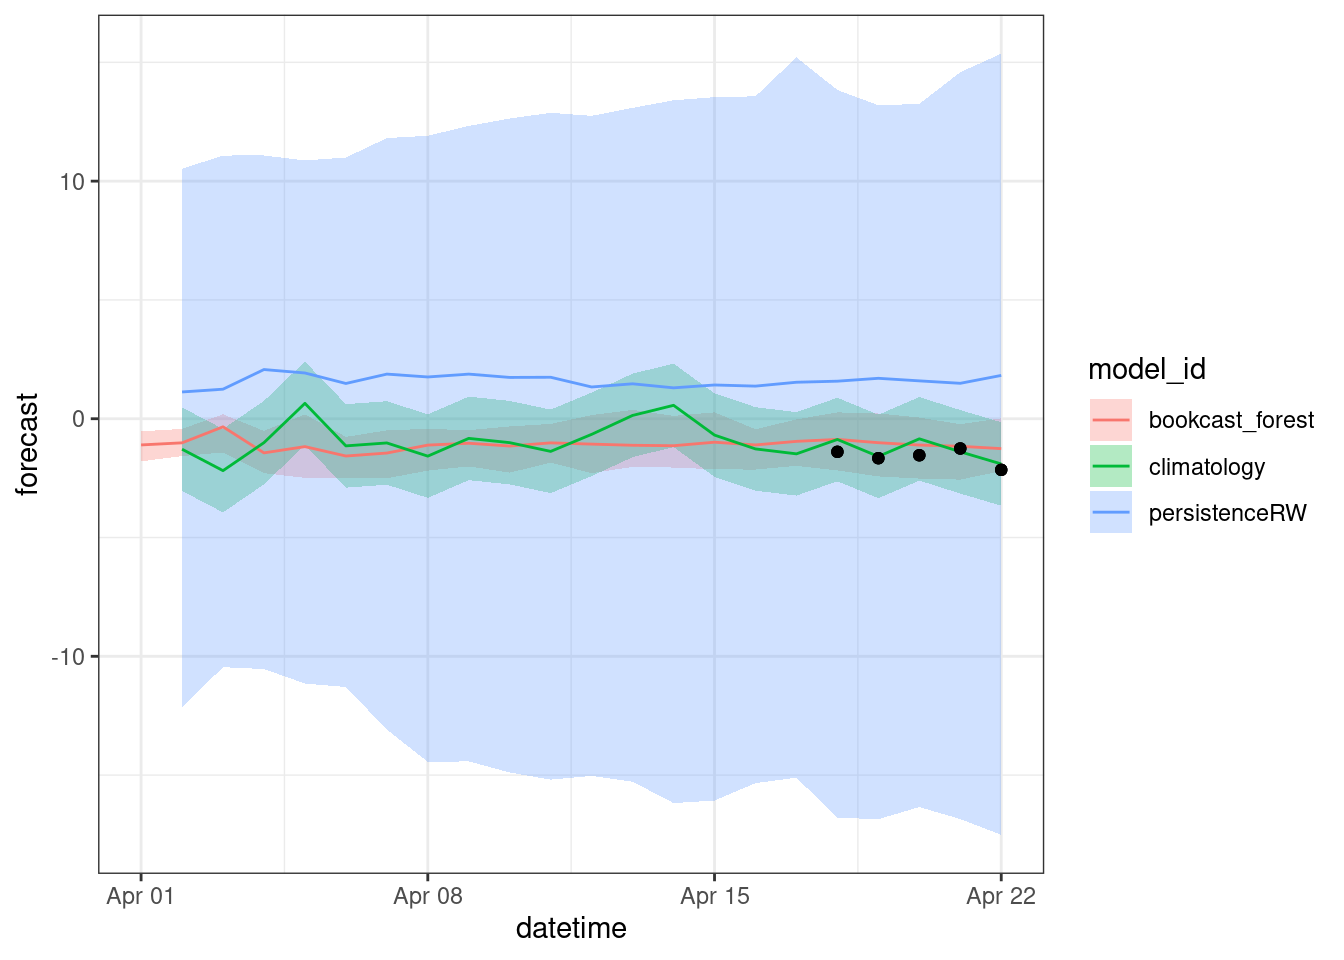 10
0
-10
forecast
Apr 01
Apr 08
Apr 15
Apr 22
datetime
model_id
bookcast_forest
climatology
persistenceRW